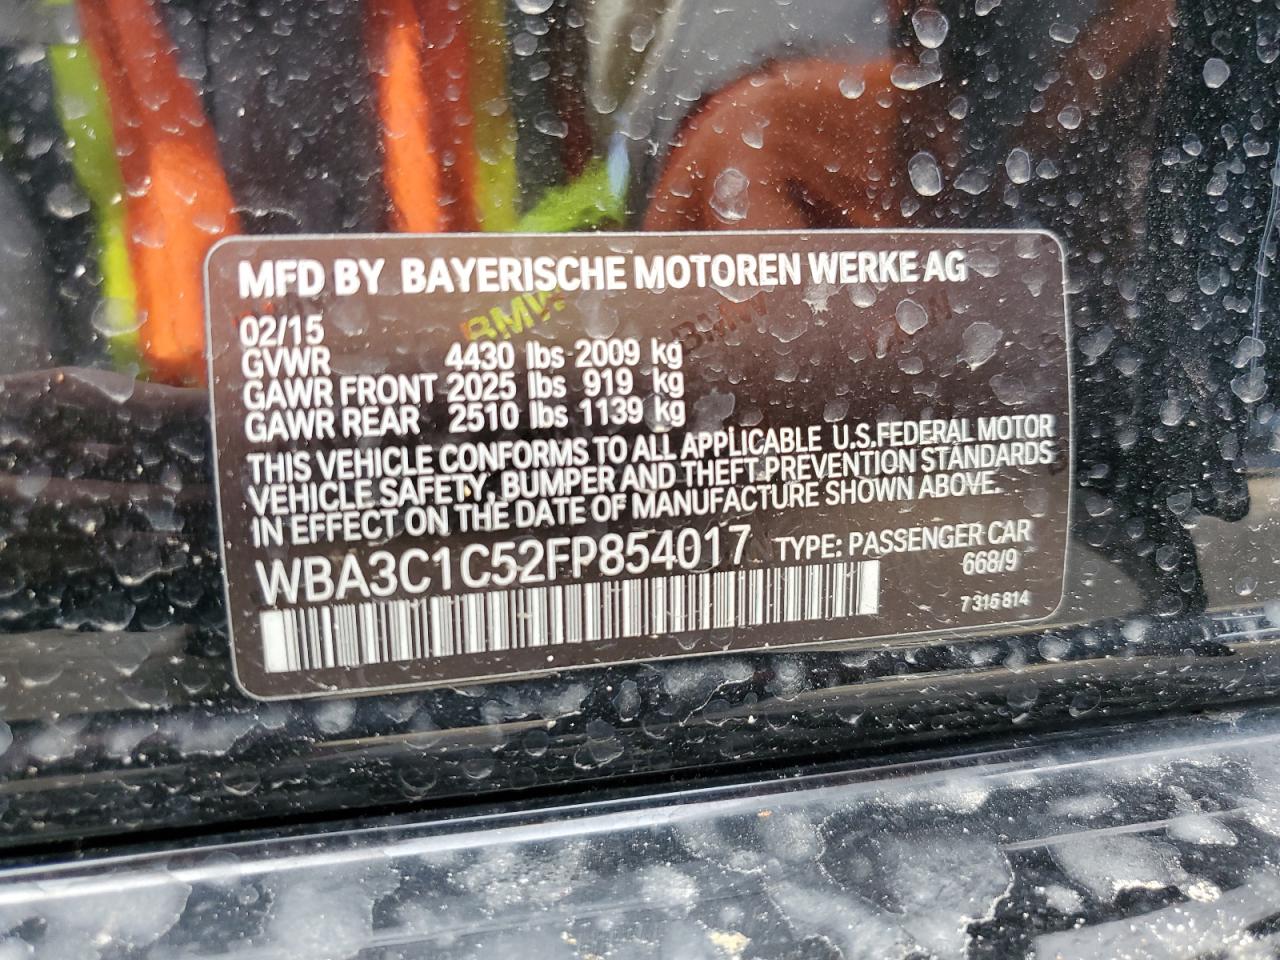 MFD BY BAYERISCHE MOTOREN WERKE AG
02/15
GVWR 4430 lbs 2009 kg
GAWR FRONT 2025 lbs 919 kg
GAWR REAR 2510 lbs 1139 kg
THIS VEHICLE CONFORMS TO ALL APPLICABLE U.S.FEDERAL MOTOR
VEHICLE SAFETY, BUMPER AND THEFT PREVENTION STANDARDS
IN EFFECT ON THE DATE OF MANUFACTURE SHOWN ABOVE.
WBA3C1C52FP854017 TYPE: PASSENGER CAR
668/9
7 316 814
BMW
BMW